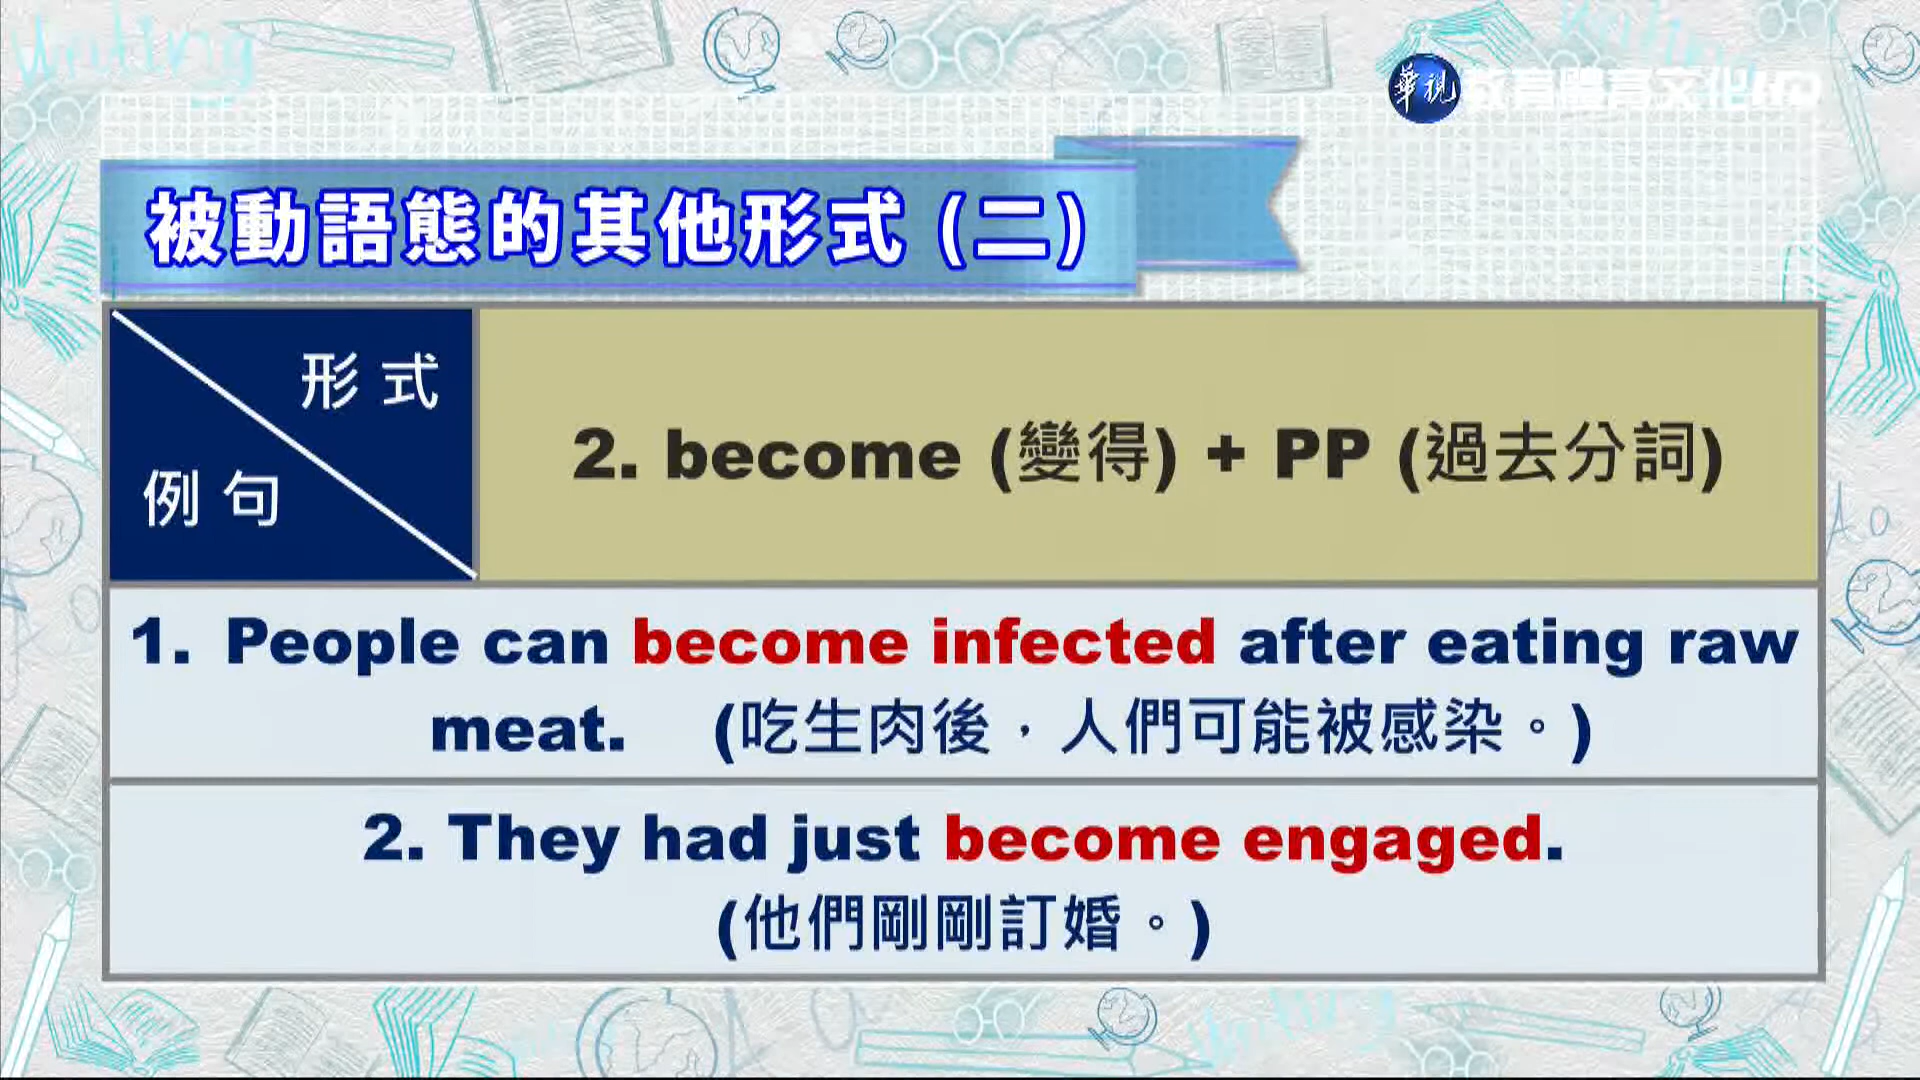 華視 教育體育文化HD
被動語態的其他形式 (二)
形式
例句
2. become (變得) + PP (過去分詞)
1. People can become infected after eating raw
meat. (吃生肉後，人們可能被感染。)
2. They had just become engaged.
(他們剛剛訂婚。)